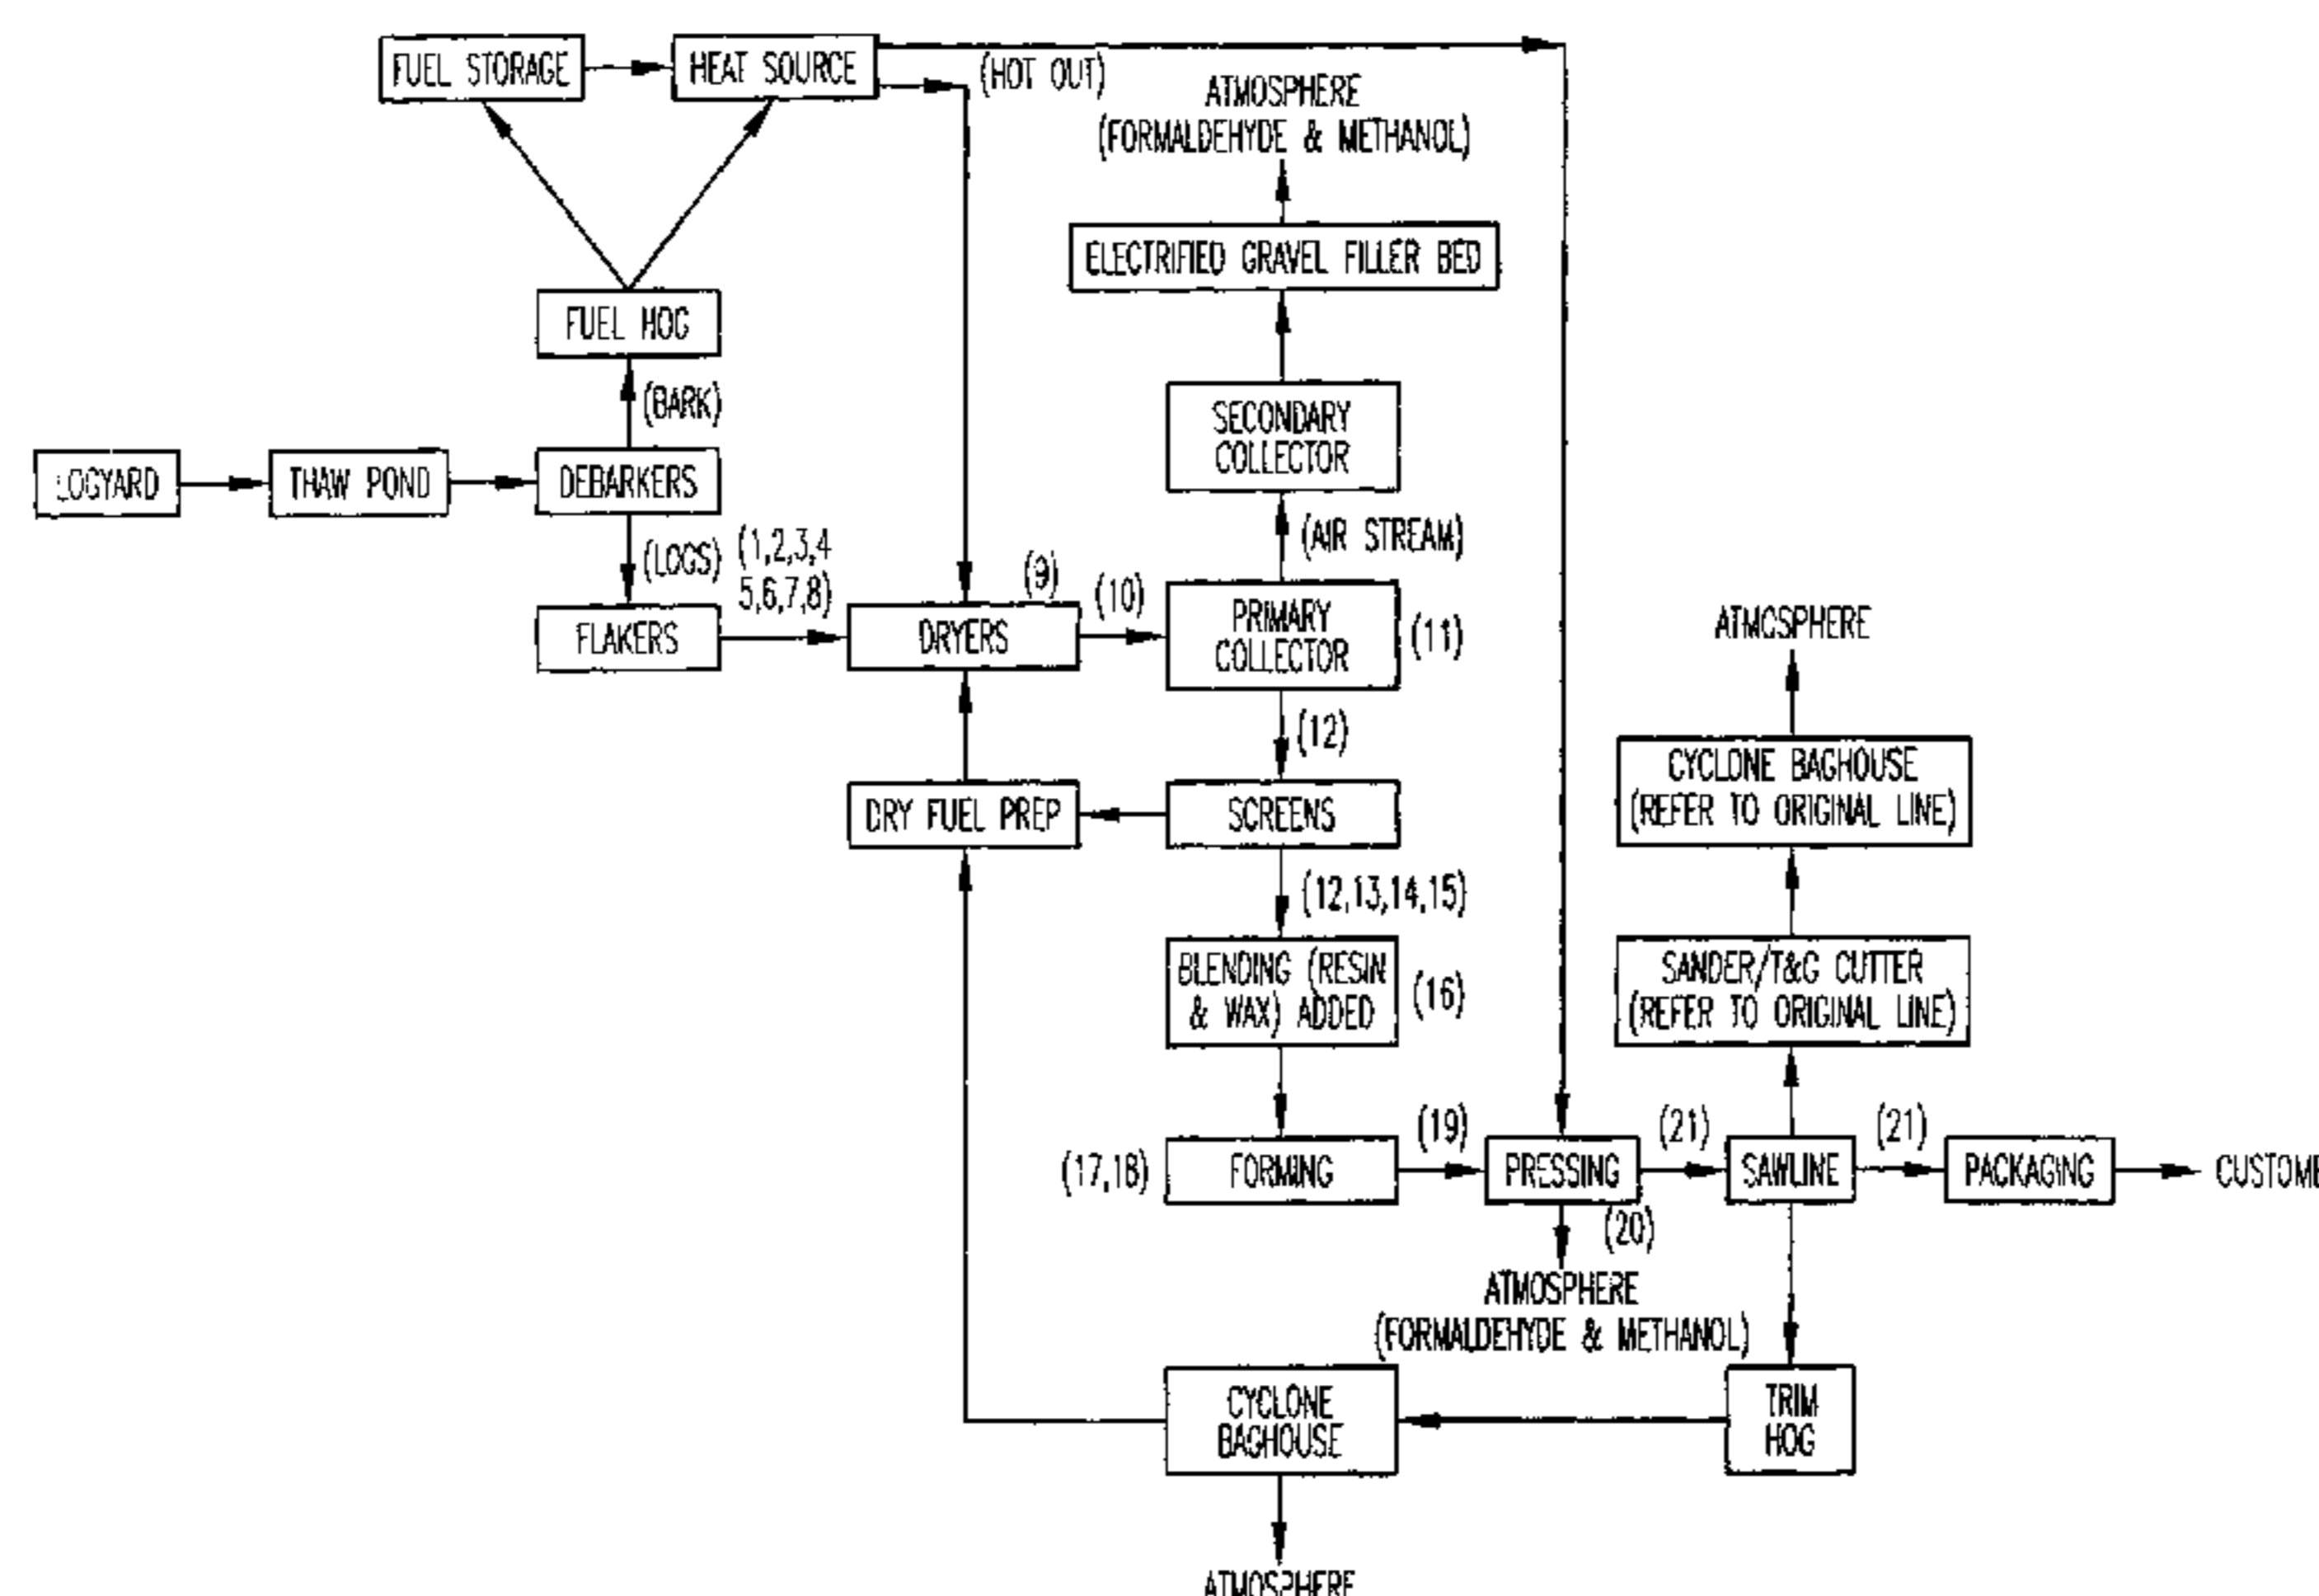 FUEL STORAGE
HEAT SOURCE
(HOT OUT)
ATMOSPHERE
(FORMALDEHYDE & METHANOL)
ELECTRIFIED GRAVEL FILLER BED
FUEL HOG
(BARK)
SECONDARY
COLLECTOR
LOGYARD
THAW POND
DEBARKERS
(AIR STREAM)
(LOGS)
(1,2,3,4
5,6,7,8)
FLAKERS
(9)
DRYERS
(10)
PRIMARY
COLLECTOR
(11)
ATMOSPHERE
(12)
CYCLONE BAGHOUSE
(REFER TO ORIGINAL LINE)
DRY FUEL PREP
SCREENS
(12,13,14,15)
BLENDING (RESIN
& WAX) ADDED
(16)
SANDER/T&G CUTTER
(REFER TO ORIGINAL LINE)
(17,18)
FORMING
(19)
PRESSING
(21)
SAWLINE
(21)
PACKAGING
CUSTOME
(20)
ATMOSPHERE
(FORMALDEHYDE & METHANOL)
CYCLONE
BAGHOUSE
TRIM
HOG
ATMOSPHERE